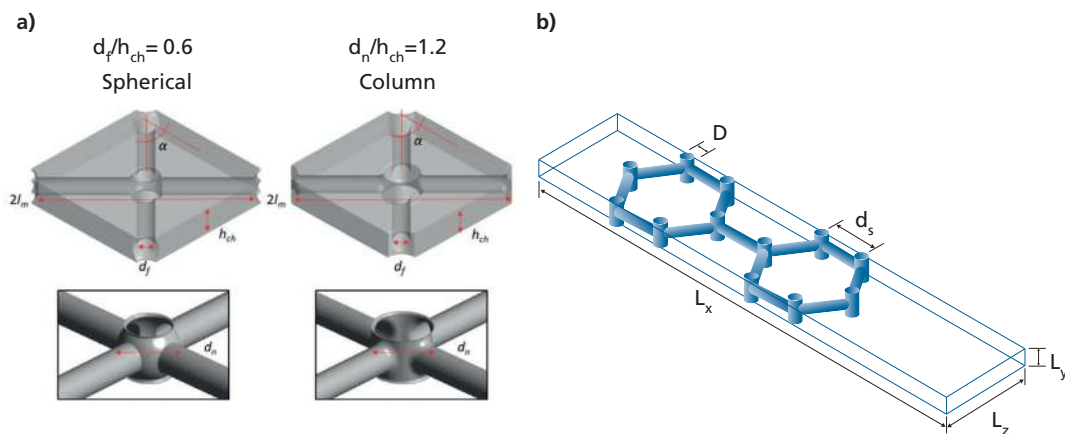 a)
d_f/h_ch= 0.6
Spherical
d_n/h_ch=1.2
Column
α
2l_m
h_ch
d_f
d_n
α
2l_m
h_ch
d_f
d_n
b)
D
d_s
L_x
L_y
L_z